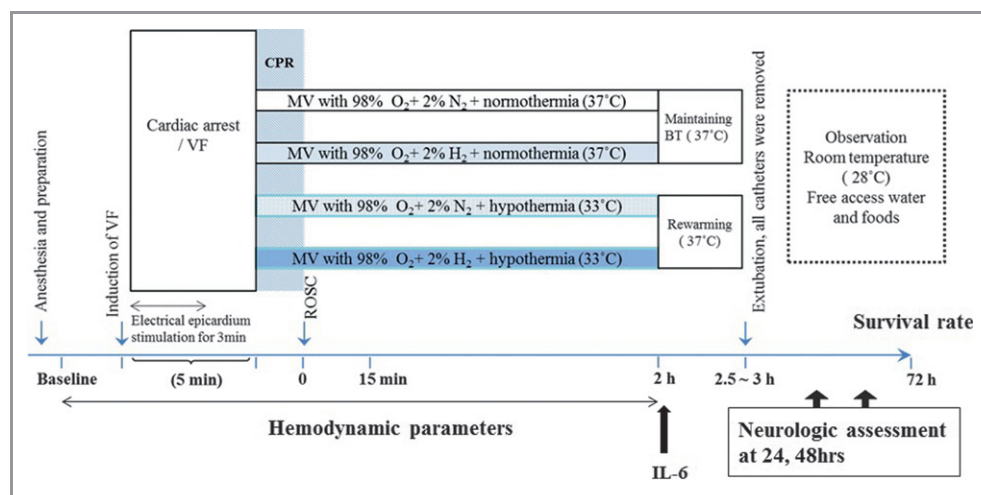 CPR
Cardiac arrest
/ VF
MV with 98% O₂+ 2% N₂ + normothermia (37˚C)
MV with 98% O₂+ 2% H₂ + normothermia (37˚C)
MV with 98% O₂+ 2% N₂ + hypothermia (33˚C)
MV with 98% O₂+ 2% H₂ + hypothermia (33˚C)
Maintaining
BT ( 37˚C)
Rewarming
( 37˚C)
Observation
Room temperature
( 28˚C)
Free access water
and foods
Anesthesia and preparation
Induction of VF
ROSC
Extubation, all catheters were removed
Electrical epicardium
stimulation for 3min
Survival rate
Baseline
(5 min)
0
15 min
2 h
2.5 ~ 3 h
72 h
Hemodynamic parameters
IL-6
Neurologic assessment
at 24, 48hrs